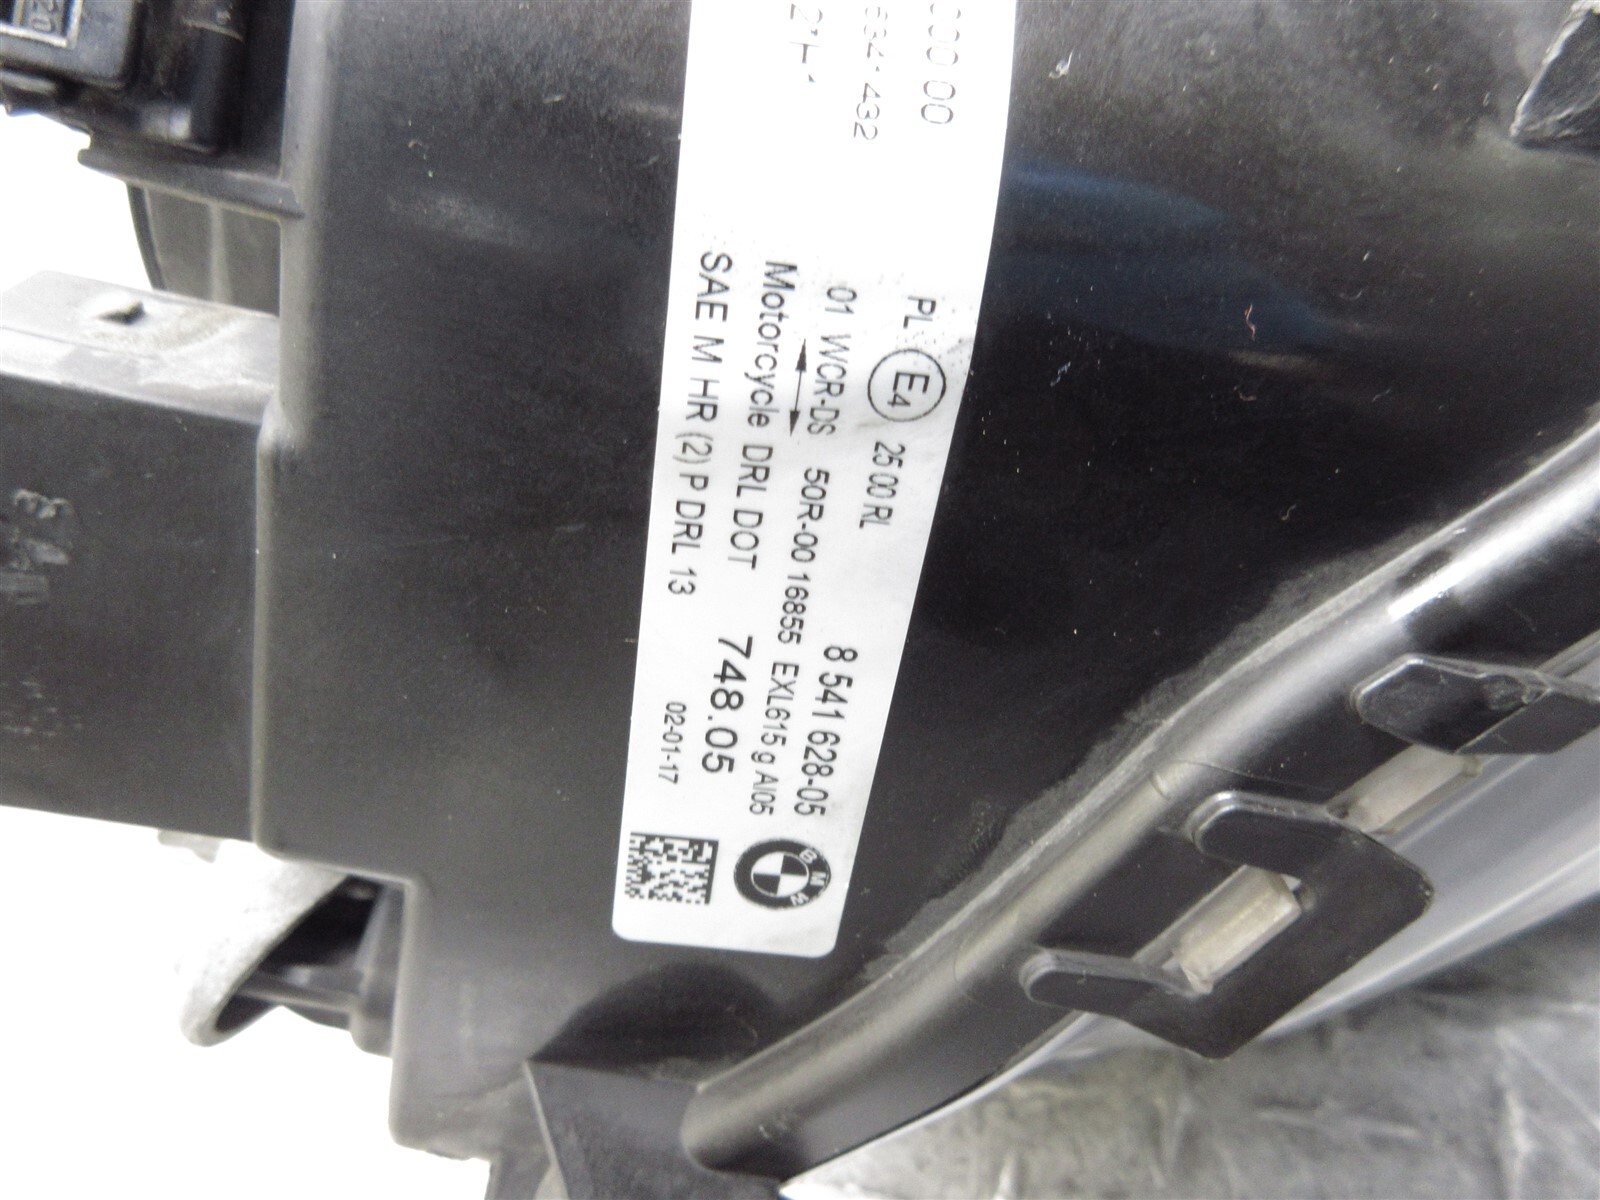 PL E4 25 00 RL
01 WCR-DS 50R-00 16855 8 541 628-05
Motorcycle DRL DOT EXL615 g AI05
SAE M HR (2) P DRL 13 748.05
02-01-17
BMW